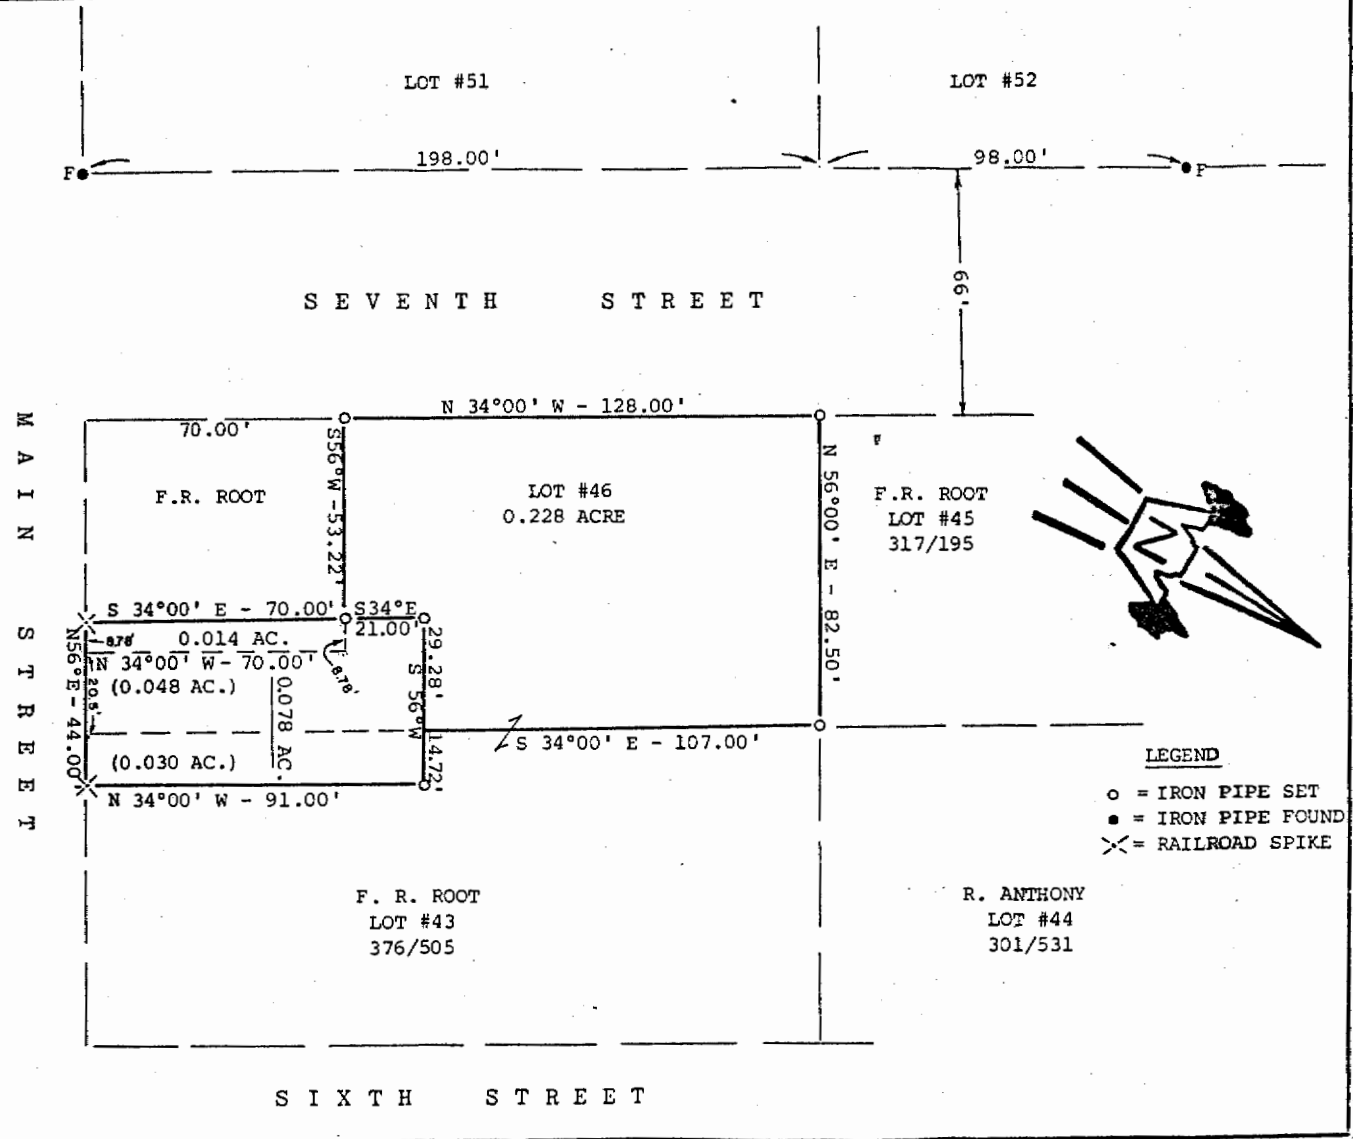 LOT #51
LOT #52
198.00'
98.00'
F
F
66'
SEVENTH STREET
MAIN STREET
N 34°00' W - 128.00'
70.00'
S56°W-53.22'
N 56°00' E - 82.50'
F.R. ROOT
LOT #46
0.228 ACRE
F.R. ROOT
LOT #45
317/195
N
S 34°00' E - 70.00'
S34°E
21.00'
8.78'
0.014 AC.
N 34°00' W- 70.00'
8.78'
29.28'
S 56°W
14.72'
N56°E- 44.00'
20.5'
(0.048 AC.)
0.078 AC.
(0.030 AC.)
S 34°00' E - 107.00'
N 34°00' W - 91.00'
LEGEND
= IRON PIPE SET
= IRON PIPE FOUND
= RAILROAD SPIKE
F. R. ROOT
LOT #43
376/505
R. ANTHONY
LOT #44
301/531
SIXTH STREET